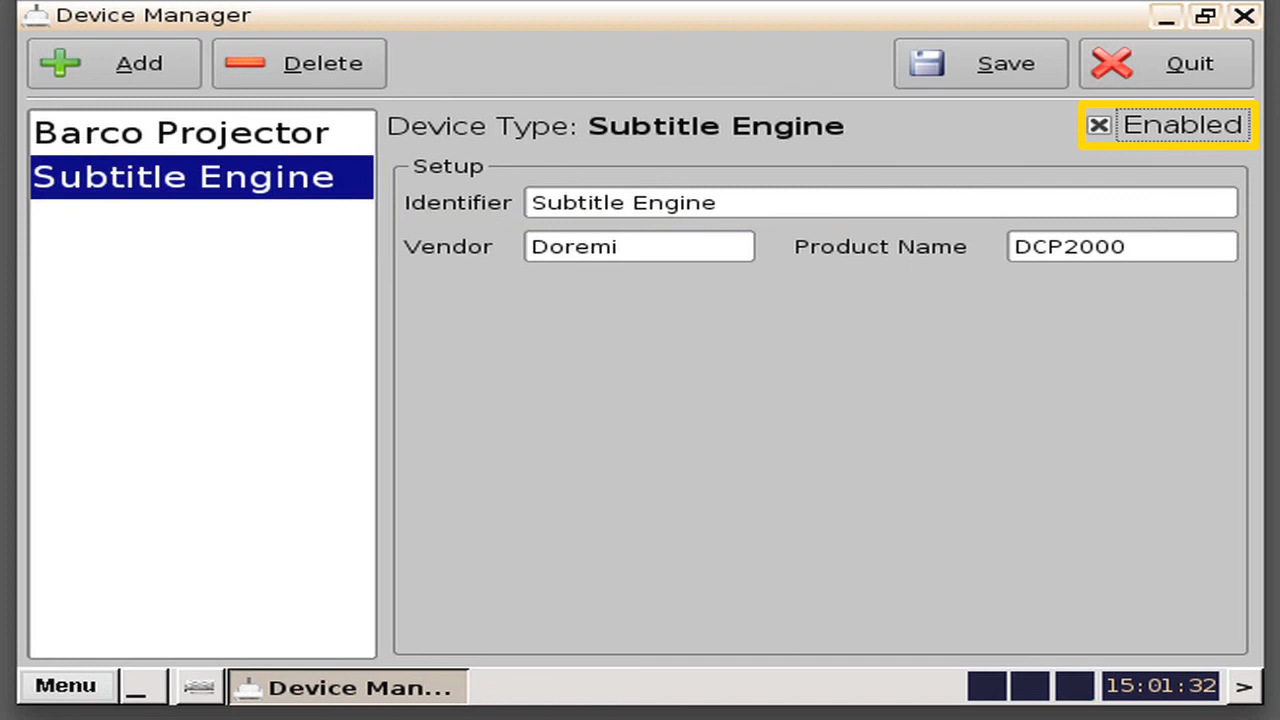 Device Manager
Add
Delete
Save
Quit
Barco Projector
Subtitle Engine
Device Type: Subtitle Engine
Enabled
Setup
Identifier
Subtitle Engine
Vendor
Doremi
Product Name
DCP2000
Menu
_
Device Man...
15:01:32
>